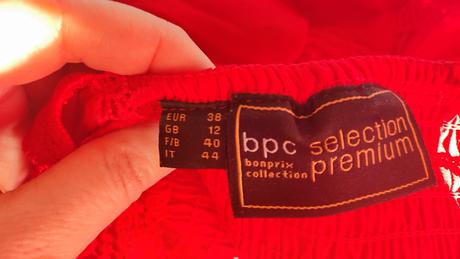 EUR 38
GB 12
F/B 40
IT 44
bpc selection
bonprix premium
collection